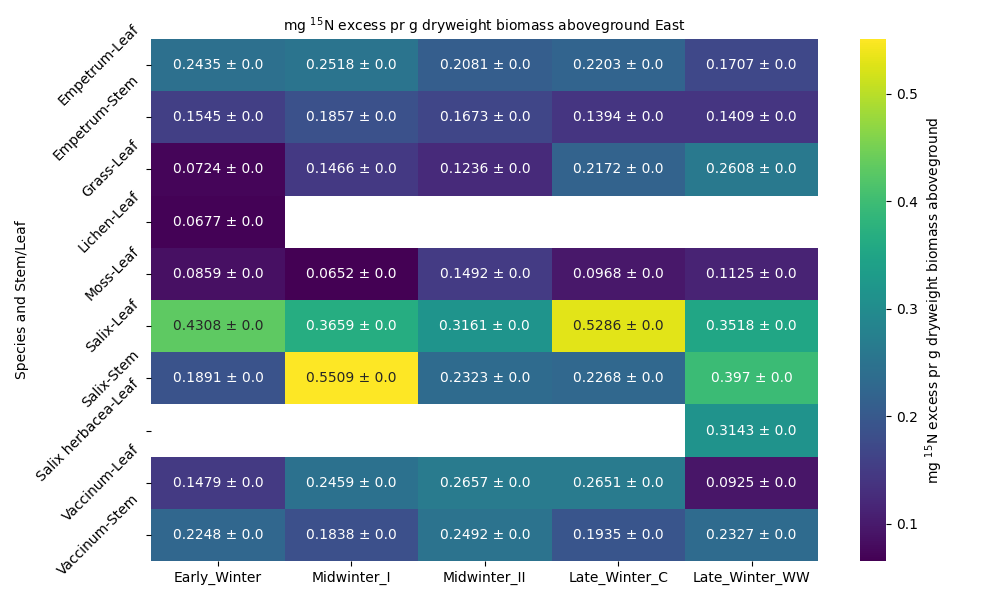 mg ¹⁵N excess pr g dryweight biomass aboveground East
Species and Stem/Leaf
Empetrum-Leaf 0.2435 ± 0.0 0.2518 ± 0.0 0.2081 ± 0.0 0.2203 ± 0.0 0.1707 ± 0.0
Empetrum-Stem 0.1545 ± 0.0 0.1857 ± 0.0 0.1673 ± 0.0 0.1394 ± 0.0 0.1409 ± 0.0
Grass-Leaf 0.0724 ± 0.0 0.1466 ± 0.0 0.1236 ± 0.0 0.2172 ± 0.0 0.2608 ± 0.0
Lichen-Leaf 0.0677 ± 0.0
Moss-Leaf 0.0859 ± 0.0 0.0652 ± 0.0 0.1492 ± 0.0 0.0968 ± 0.0 0.1125 ± 0.0
Salix-Leaf 0.4308 ± 0.0 0.3659 ± 0.0 0.3161 ± 0.0 0.5286 ± 0.0 0.3518 ± 0.0
Salix-Stem 0.1891 ± 0.0 0.5509 ± 0.0 0.2323 ± 0.0 0.2268 ± 0.0 0.397 ± 0.0
Salix herbacea-Leaf 0.3143 ± 0.0
Vaccinum-Leaf 0.1479 ± 0.0 0.2459 ± 0.0 0.2657 ± 0.0 0.2651 ± 0.0 0.0925 ± 0.0
Vaccinum-Stem 0.2248 ± 0.0 0.1838 ± 0.0 0.2492 ± 0.0 0.1935 ± 0.0 0.2327 ± 0.0
Early_Winter Midwinter_I Midwinter_II Late_Winter_C Late_Winter_WW
0.5
0.4
0.3
0.2
0.1
mg ¹⁵N excess pr g dryweight biomass aboveground